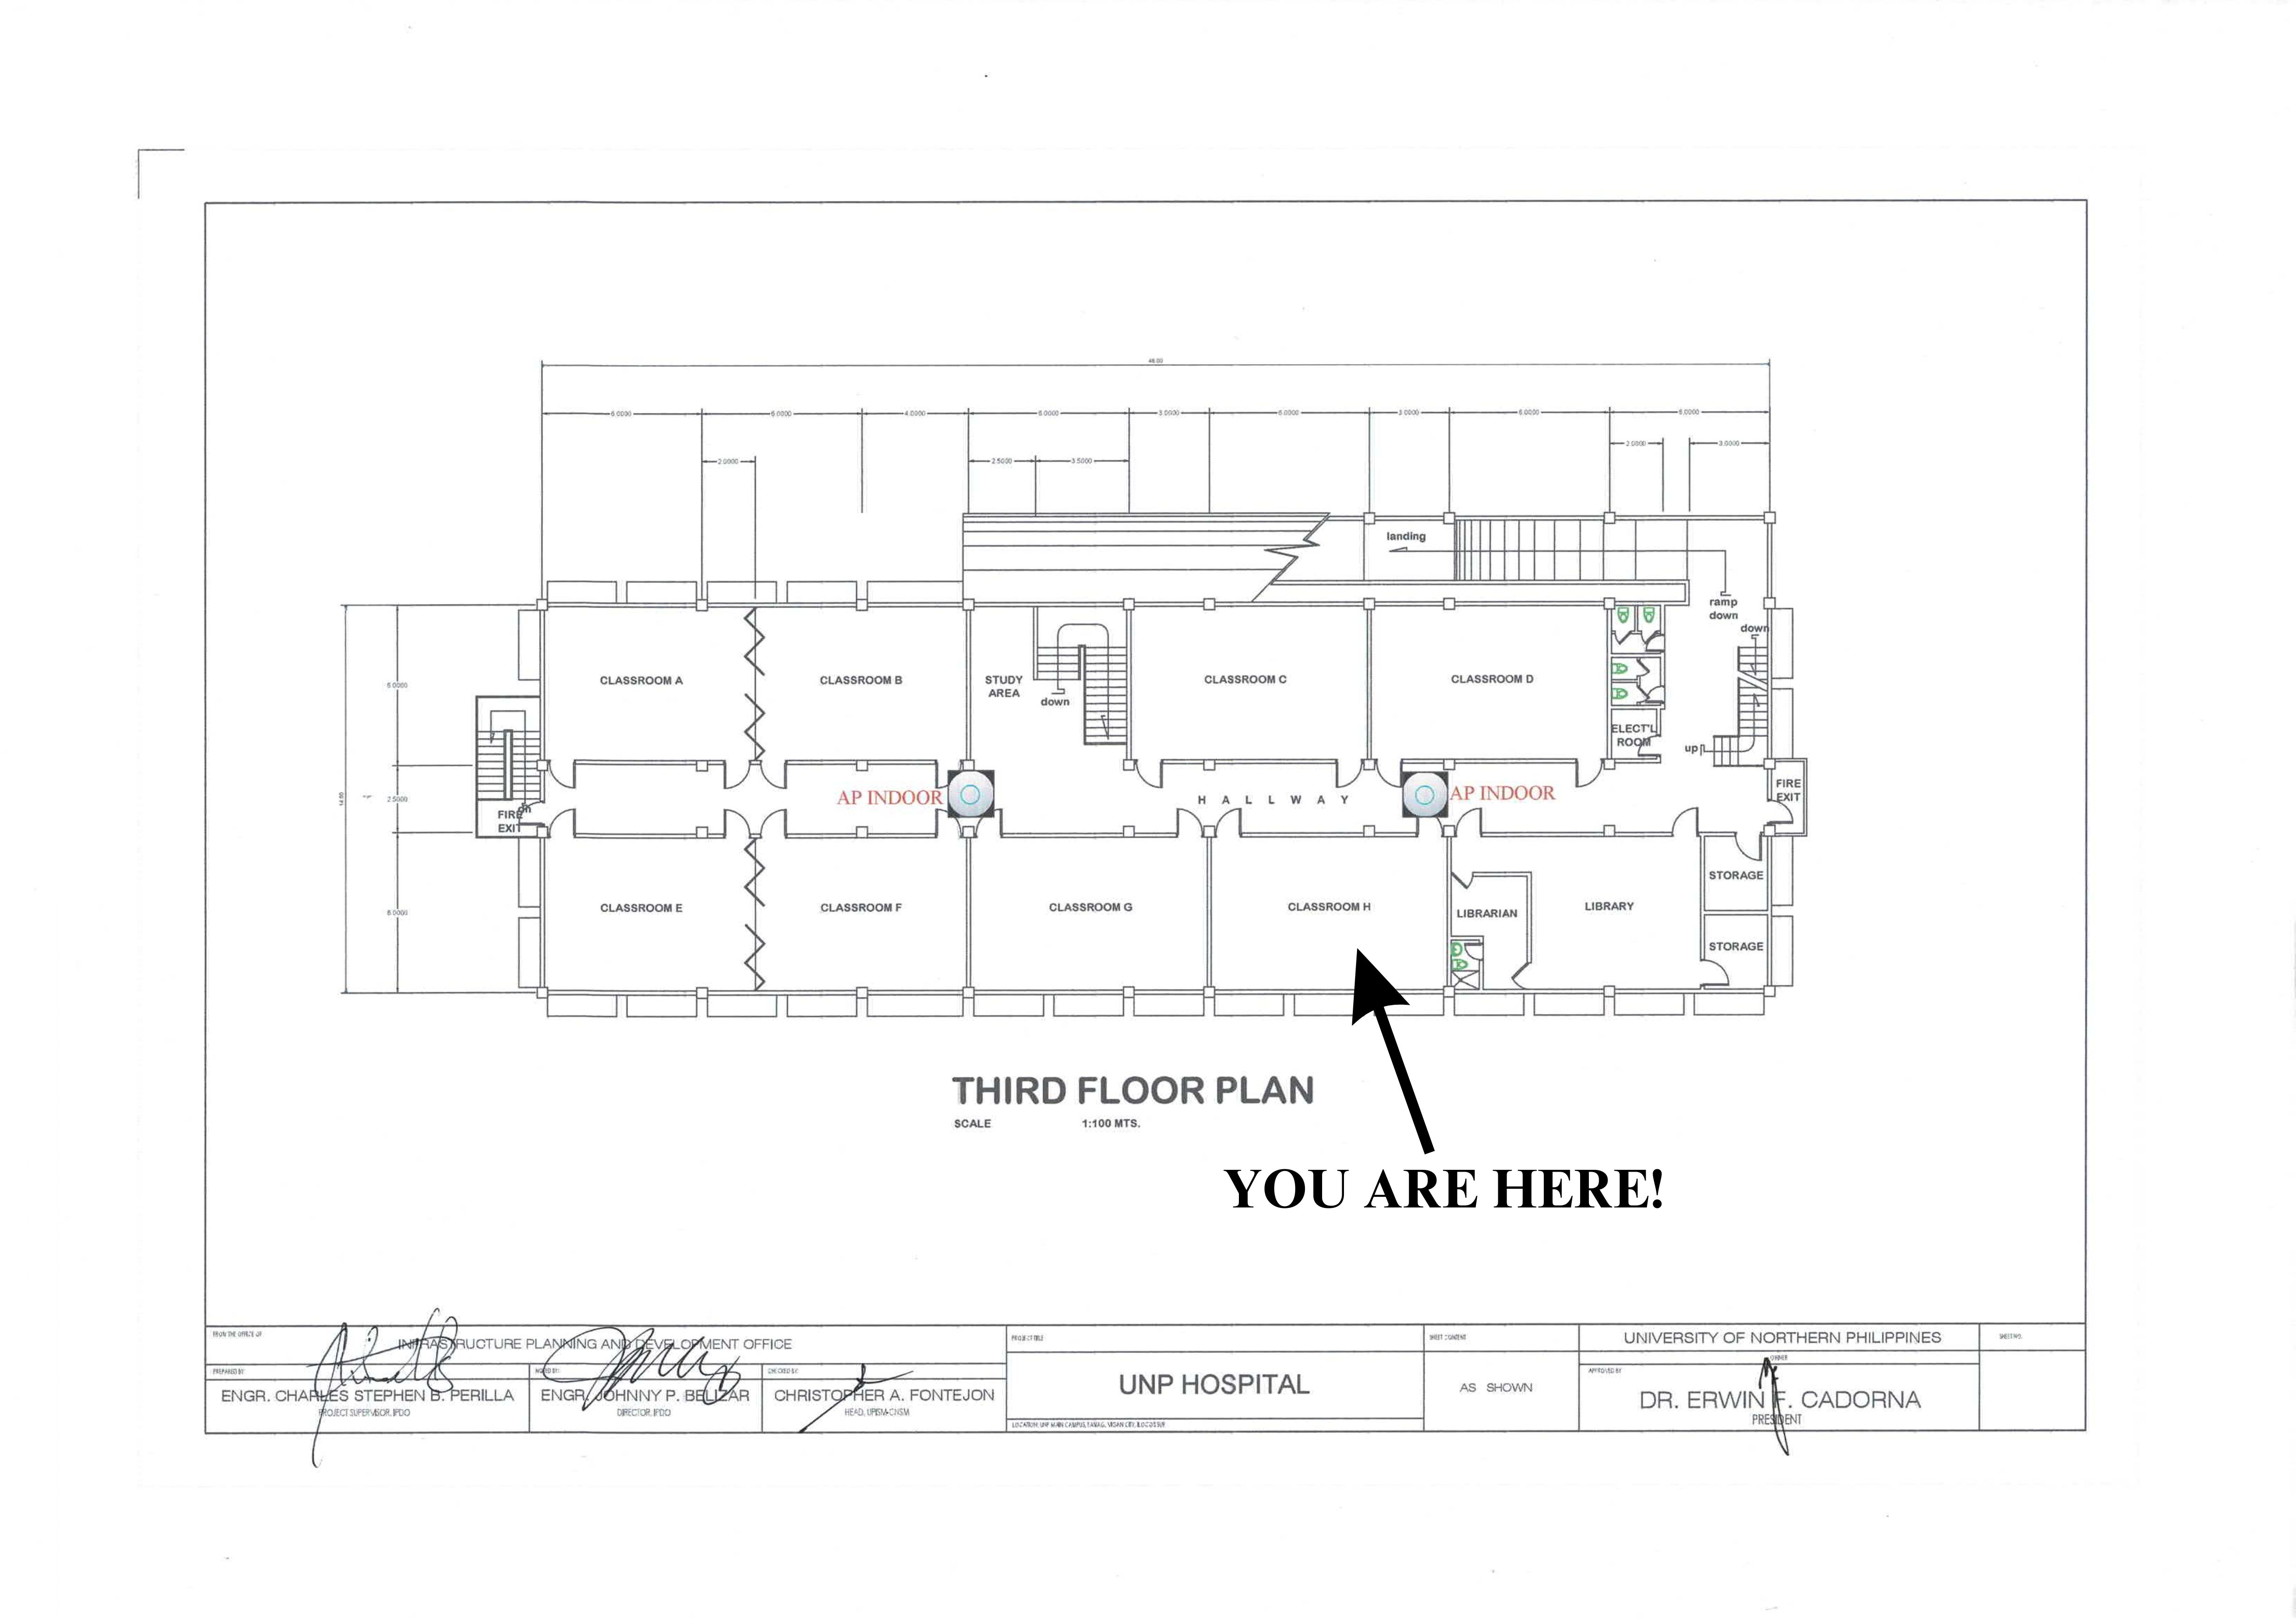 48.00
6.0000 6.0000 4.0000 6.0000 3.0000 6.0000 3.0000 6.0000 6.0000
2.0000 3.0000
2.0000 2.5000 3.5000
landing
ramp
down
down
CLASSROOM A
CLASSROOM B
STUDY
AREA
down
CLASSROOM C
CLASSROOM D
6.0000
ELECT'L
ROOM
up
FIRE
EXIT
AP INDOOR
H A L L W A Y
AP INDOOR
2.5000
dn
FIRE
EXIT
STORAGE
CLASSROOM E
CLASSROOM F
CLASSROOM G
CLASSROOM H
LIBRARIAN
LIBRARY
6.0000
STORAGE
THIRD FLOOR PLAN
SCALE 1:100 MTS.
YOU ARE HERE!
FROM THE OFFICE OF
INFRASTRUCTURE PLANNING AND DEVELOPMENT OFFICE
PREPARED BY:
ENGR. CHARLES STEPHEN B. PERILLA
PROJECT SUPERVISOR, IPDO
NOTED BY:
ENGR. JOHNNY P. BELIZAR
DIRECTOR, IPDO
CHECKED BY:
CHRISTOPHER A. FONTEJON
HEAD, UPISM-CNSM
PROJECT TITLE
UNP HOSPITAL
LOCATION: UNP MAIN CAMPUS, TAMAG, VIGAN CITY, ILOCOS SUR
SHEET CONTENT
AS SHOWN
UNIVERSITY OF NORTHERN PHILIPPINES
OWNER
APPROVED BY
DR. ERWIN F. CADORNA
PRESIDENT
SHEET NO.